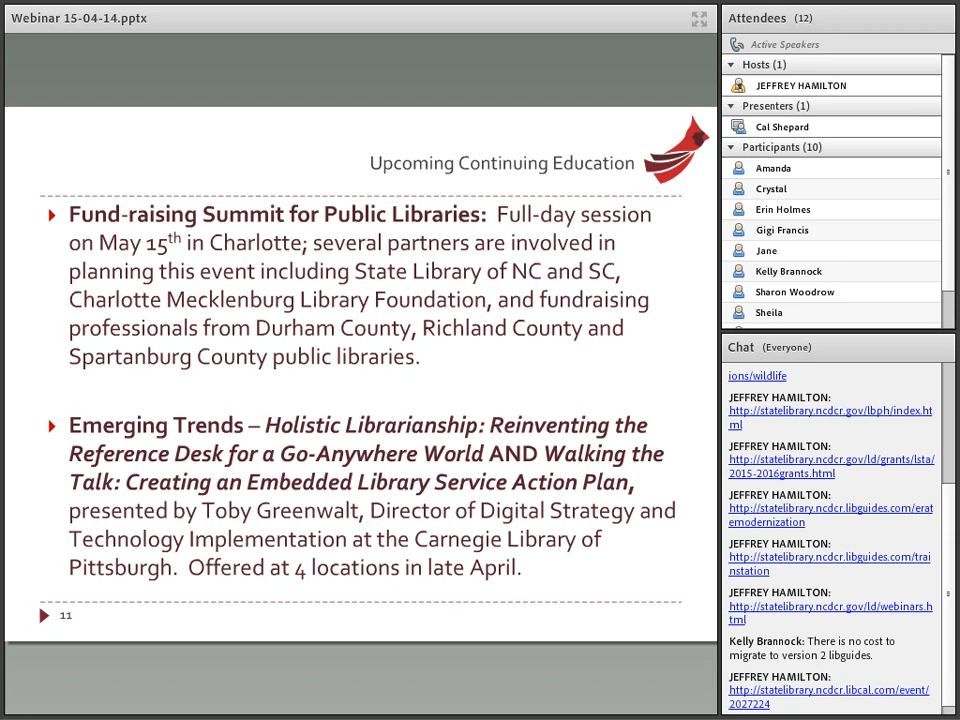 Webinar 15-04-14.pptx
Upcoming Continuing Education
Fund-raising Summit for Public Libraries: Full-day session
on May 15th in Charlotte; several partners are involved in
planning this event including State Library of NC and SC,
Charlotte Mecklenburg Library Foundation, and fundraising
professionals from Durham County, Richland County and
Spartanburg County public libraries.
Emerging Trends – Holistic Librarianship: Reinventing the
Reference Desk for a Go-Anywhere World AND Walking the
Talk: Creating an Embedded Library Service Action Plan,
presented by Toby Greenwalt, Director of Digital Strategy and
Technology Implementation at the Carnegie Library of
Pittsburgh. Offered at 4 locations in late April.
11
Attendees (12)
Active Speakers
Hosts (1)
JEFFREY HAMILTON
Presenters (1)
Cal Shepard
Participants (10)
Amanda
Crystal
Erin Holmes
Gigi Francis
Jane
Kelly Brannock
Sharon Woodrow
Sheila
Chat (Everyone)
ions/wildlife
JEFFREY HAMILTON:
http://statelibrary.ncdcr.gov/lbph/index.ht
ml
JEFFREY HAMILTON:
http://statelibrary.ncdcr.gov/ld/grants/lsta/
2015-2016grants.html
JEFFREY HAMILTON:
http://statelibrary.ncdcr.libguides.com/erat
emodernization
JEFFREY HAMILTON:
http://statelibrary.ncdcr.libguides.com/trai
nstation
JEFFREY HAMILTON:
http://statelibrary.ncdcr.gov/ld/webinars.h
tml
Kelly Brannock: There is no cost to
migrate to version 2 libguides.
JEFFREY HAMILTON:
http://statelibrary.ncdcr.libcal.com/event/
2027224